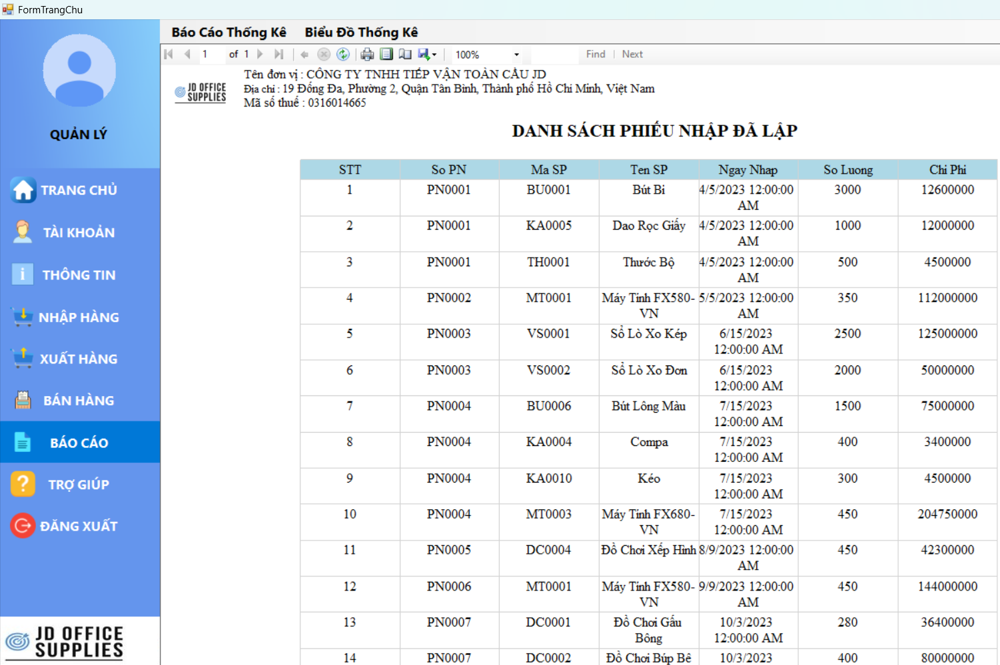 FormTrangChu
QUẢN LÝ
TRANG CHỦ
TÀI KHOẢN
THÔNG TIN
NHẬP HÀNG
XUẤT HÀNG
BÁN HÀNG
BÁO CÁO
TRỢ GIÚP
ĐĂNG XUẤT
JD OFFICE
SUPPLIES
Báo Cáo Thống Kê Biểu Đồ Thống Kê
1 of 1 100% Find | Next
JD OFFICE
SUPPLIES
Tên đơn vị : CÔNG TY TNHH TIẾP VẬN TOÀN CẦU JD
Địa chỉ : 19 Đống Đa, Phường 2, Quận Tân Bình, Thành phố Hồ Chí Minh, Việt Nam
Mã số thuế : 0316014665
DANH SÁCH PHIẾU NHẬP ĐÃ LẬP
STT So PN Ma SP Ten SP Ngay Nhap So Luong Chi Phi
1 PN0001 BU0001 Bút Bi 4/5/2023 12:00:00 3000 12600000
AM
2 PN0001 KA0005 Dao Rọc Giấy 4/5/2023 12:00:00 1000 12000000
AM
3 PN0001 TH0001 Thước Bộ 4/5/2023 12:00:00 500 4500000
AM
4 PN0002 MT0001 Máy Tính FX580- 5/5/2023 12:00:00 350 112000000
VN AM
5 PN0003 VS0001 Sổ Lò Xo Kép 6/15/2023 2500 125000000
12:00:00 AM
6 PN0003 VS0002 Sổ Lò Xo Đơn 6/15/2023 2000 50000000
12:00:00 AM
7 PN0004 BU0006 Bút Lông Màu 7/15/2023 1500 75000000
12:00:00 AM
8 PN0004 KA0004 Compa 7/15/2023 400 3400000
12:00:00 AM
9 PN0004 KA0010 Kéo 7/15/2023 300 4500000
12:00:00 AM
10 PN0004 MT0003 Máy Tính FX680- 7/15/2023 450 204750000
VN 12:00:00 AM
11 PN0005 DC0004 Đồ Chơi Xếp Hình 8/9/2023 12:00:00 450 42300000
AM
12 PN0006 MT0001 Máy Tính FX580- 9/9/2023 12:00:00 450 144000000
VN AM
13 PN0007 DC0001 Đồ Chơi Gấu 10/3/2023 280 36400000
Bông 12:00:00 AM
14 PN0007 DC0002 Đồ Chơi Búp Bê 10/3/2023 400 80000000